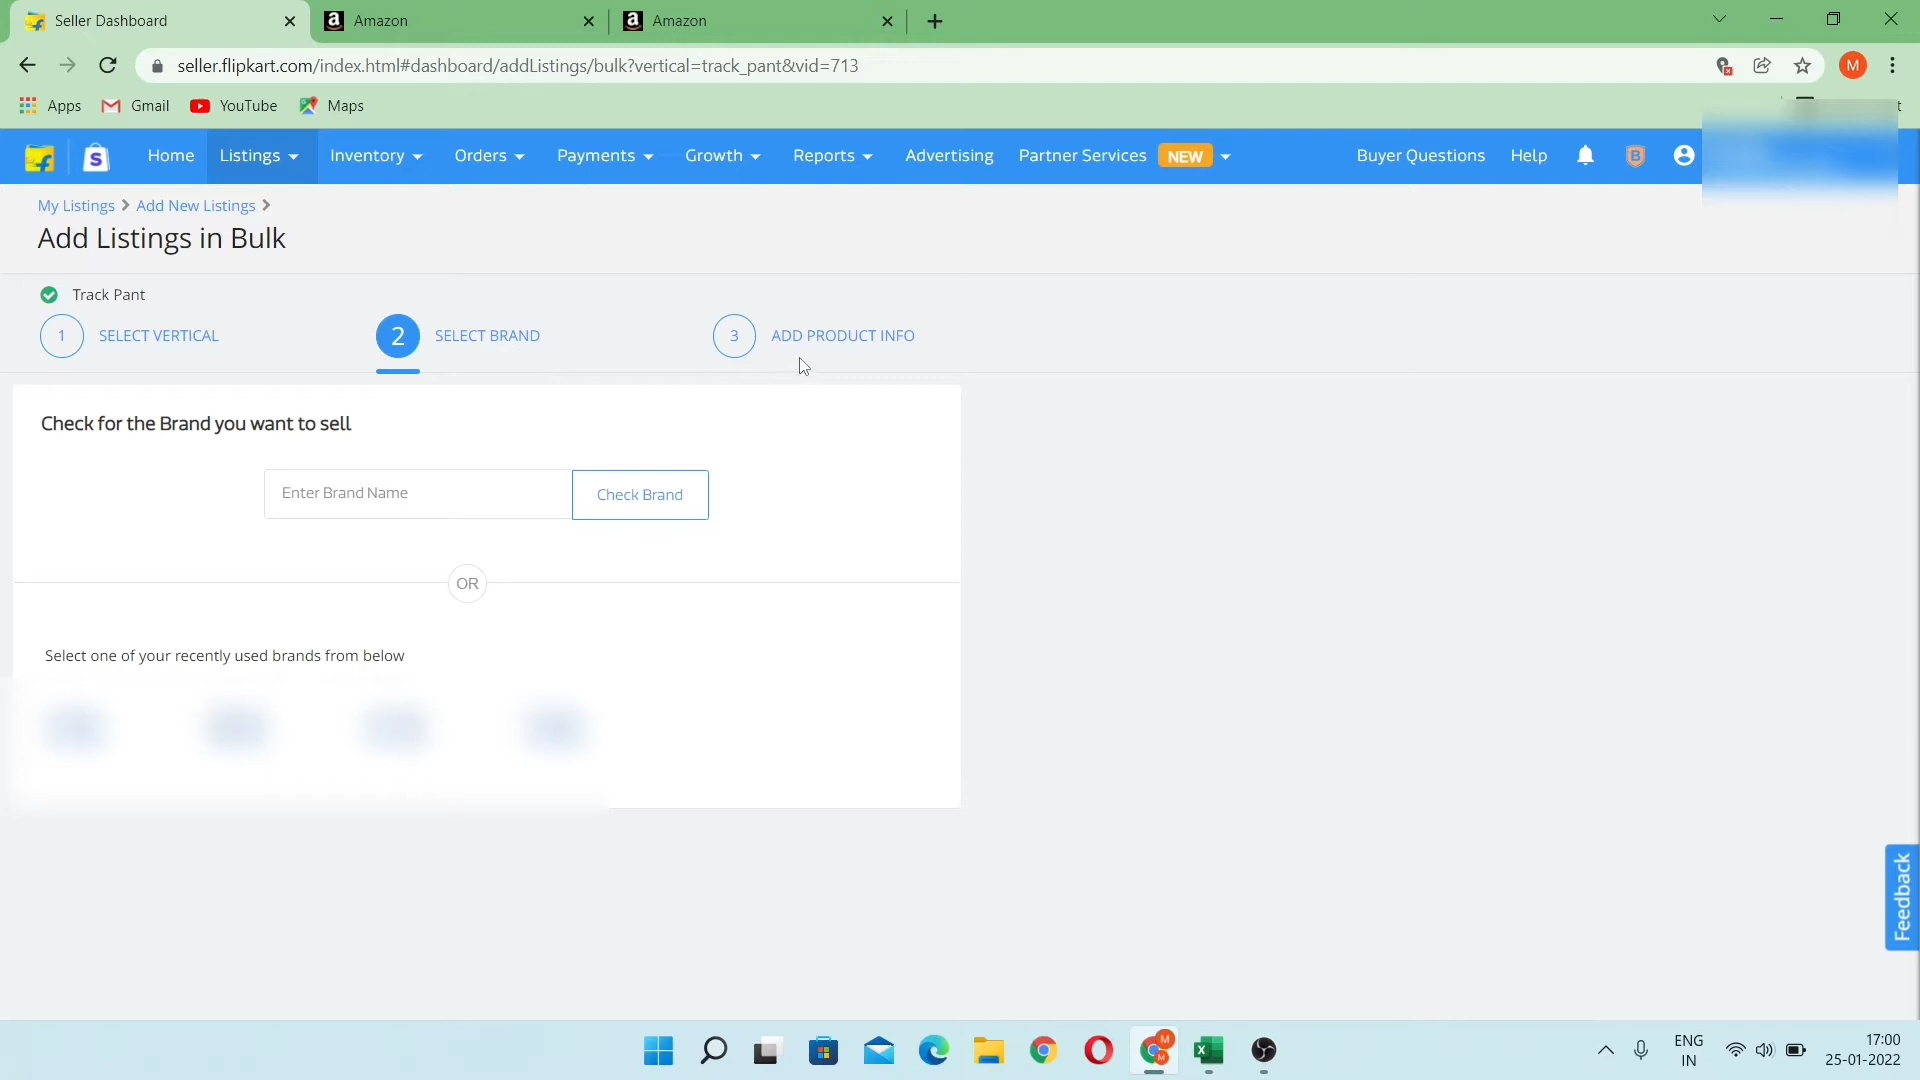 Seller Dashboard
Amazon
Amazon
seller.flipkart.com/index.html#dashboard/addListings/bulk?vertical=track_pant&vid=713
M
Apps
Gmail
YouTube
Maps
S
Home
Listings
Inventory
Orders
Payments
Growth
Reports
Advertising
Partner Services
NEW
Buyer Questions
Help
B
My Listings
Add New Listings
Add Listings in Bulk
Track Pant
1 SELECT VERTICAL
2 SELECT BRAND
3 ADD PRODUCT INFO
Check for the Brand you want to sell
Enter Brand Name
Check Brand
OR
Select one of your recently used brands from below
Feedback
ENG
IN
17:00
25-01-2022